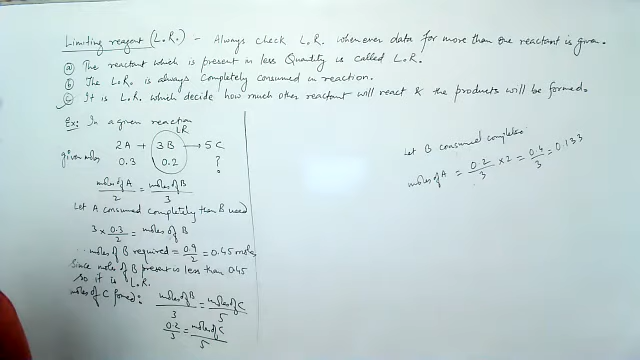 Limiting reagent (L.R.) - Always check L.R. whenever data for more than one reactant is given.
(a) The reactant which is present in less Quantity is called L.R.
(b) The L.R. is always completely consumed in reaction.
(c) It is L.R. which decide how much other reactant will react & the products will be formed.
Ex: In a given reaction
LR
2A + 3B → 5C
given moles 0.3 0.2 ?
moles of A / 2 = moles of B / 3
Let A consumed completely then B need
3 × 0.3/2 = moles of B
∴ moles of B required = 0.9/2 = 0.45 moles
Since moles of B present is less than 0.45
so it is L.R.
moles of C formed: moles of B / 3 = moles of C / 5
0.2/3 = moles of C / 5
Let B consumed completely
moles of A = 0.2/3 × 2 = 0.4/3 = 0.133